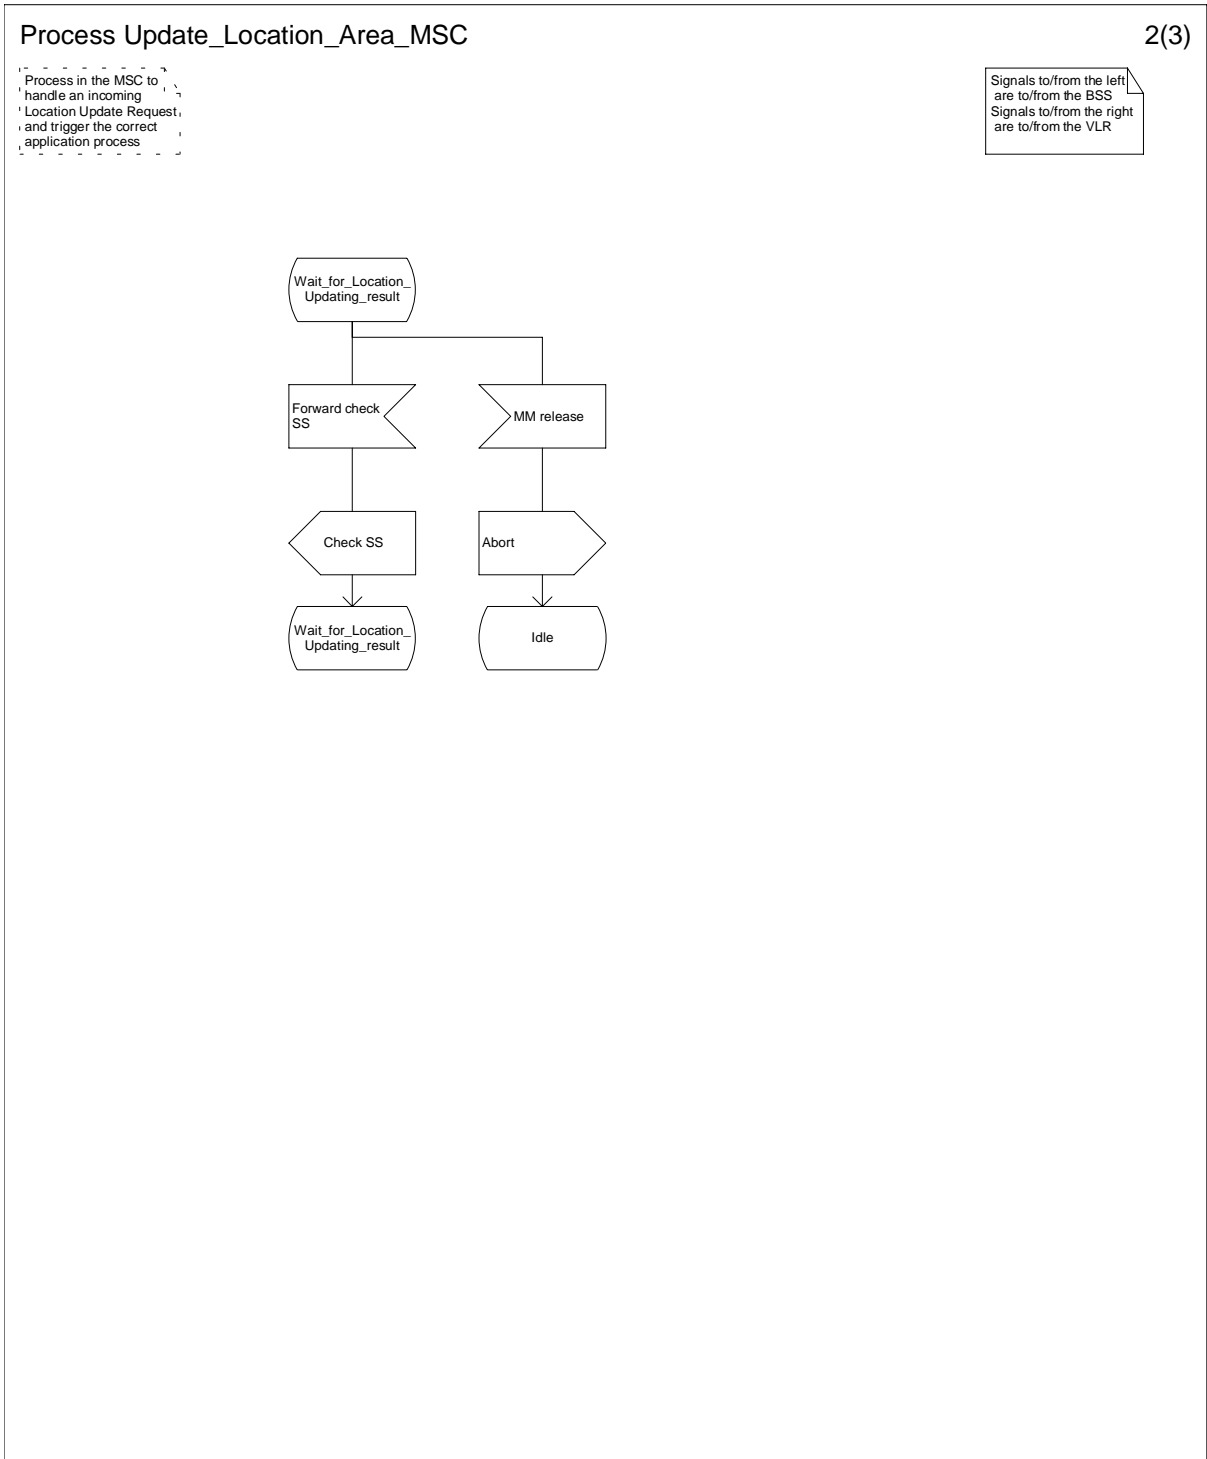 Process Update_Location_Area_MSC
2(3)
Process in the MSC to
handle an incoming
Location Update Request
and trigger the correct
application process
Signals to/from the left
are to/from the BSS
Signals to/from the right
are to/from the VLR
Wait_for_Location_
Updating_result
Forward check
SS
MM release
Check SS
Abort
Wait_for_Location_
Updating_result
Idle